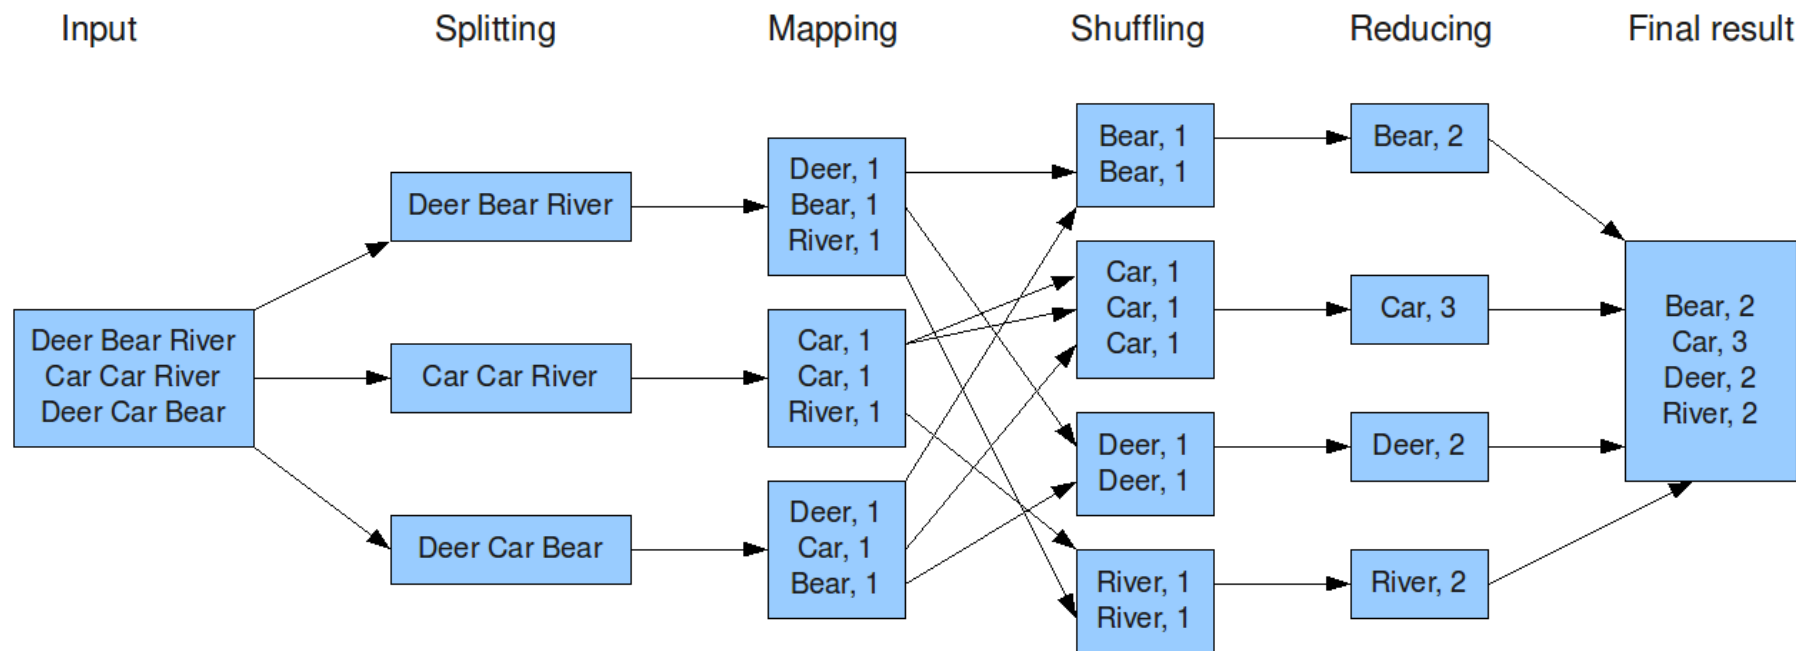 Input
Splitting
Mapping
Shuffling
Reducing
Final result
Deer Bear River
Car Car River
Deer Car Bear
Deer Bear River
Car Car River
Deer Car Bear
Deer, 1
Bear, 1
River, 1
Car, 1
Car, 1
River, 1
Deer, 1
Car, 1
Bear, 1
Bear, 1
Bear, 1
Car, 1
Car, 1
Car, 1
Deer, 1
Deer, 1
River, 1
River, 1
Bear, 2
Car, 3
Deer, 2
River, 2
Bear, 2
Car, 3
Deer, 2
River, 2